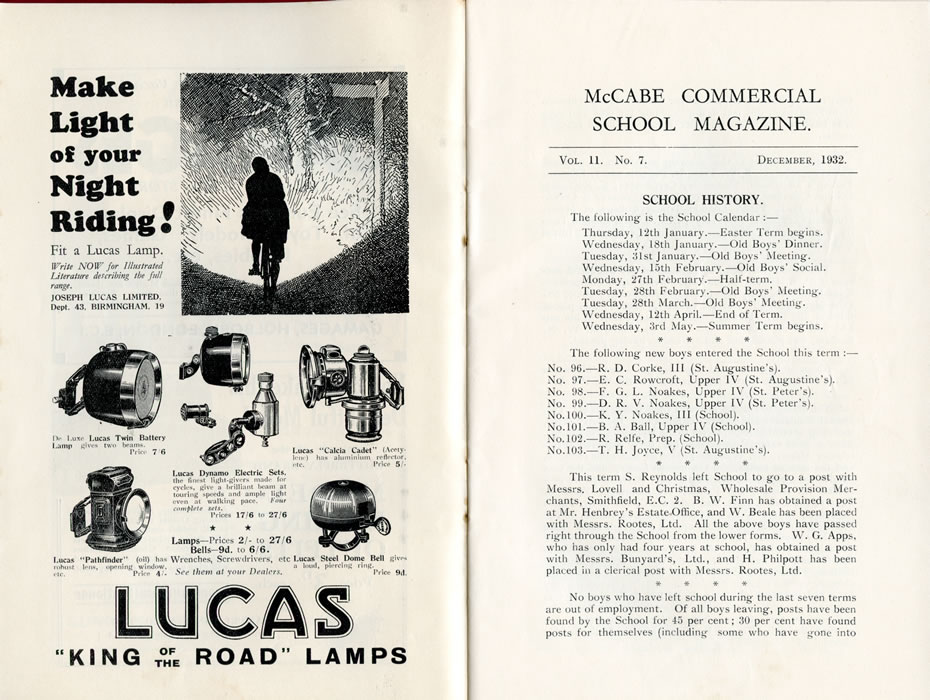 Make
Light
of your
Night
Riding!
Fit a Lucas Lamp.
Write NOW for Illustrated
Literature describing the full
range.
JOSEPH LUCAS LIMITED,
Dept. 43, BIRMINGHAM, 19
De Luxe Lucas Twin Battery
Lamp gives two beams.
Price 7/6
Lucas Dynamo Electric Sets,
the finest light-givers made for
cycles, give a brilliant beam at
touring speeds and ample light
even at walking pace. Four
complete sets.
Prices 17/6 to 27/6
* *
Lamps—Prices 2/- to 27/6
Bells—9d. to 6/6.
Wrenches, Screwdrivers, etc
See them at your Dealers.
Lucas "Calcia Cadet" (Acety-
lene) has aluminium reflector,
etc. Price 5/-
Lucas "Pathfinder" (oil) has
robust lens, opening window,
etc. Price 4/-
Lucas Steel Dome Bell gives
a loud, piercing ring.
Price 9d.
LUCAS
"KING OF THE ROAD" LAMPS
McCABE COMMERCIAL
SCHOOL MAGAZINE.
VOL. 11. No. 7. DECEMBER, 1932.
SCHOOL HISTORY.
The following is the School Calendar :—
Thursday, 12th January.—Easter Term begins.
Wednesday, 18th January.—Old Boys' Dinner.
Tuesday, 31st January.—Old Boys' Meeting.
Wednesday, 15th February.—Old Boys' Social.
Monday, 27th February.—Half-term.
Tuesday, 28th February.—Old Boys' Meeting.
Tuesday, 28th March.—Old Boys' Meeting.
Wednesday, 12th April.—End of Term.
Wednesday, 3rd May.—Summer Term begins.
* * * *
The following new boys entered the School this term :—
No. 96.—R. D. Corke, III (St. Augustine's).
No. 97.—E. C. Rowcroft, Upper IV (St. Augustine's).
No. 98.—F. G. L. Noakes, Upper IV (St. Peter's).
No. 99.—D. R. V. Noakes, Upper IV (St. Peter's).
No.100.—K. Y. Noakes, III (School).
No.101.—B. A. Ball, Upper IV (School).
No.102.—R. Relfe, Prep. (School).
No.103.—T. H. Joyce, V (St. Augustine's).
* * * *
This term S. Reynolds left School to go to a post with
Messrs. Lovell and Christmas, Wholesale Provision Mer-
chants, Smithfield, E.C. 2. B. W. Finn has obtained a post
at Mr. Henbrey's Estate Office, and W. Beale has been placed
with Messrs. Rootes, Ltd. All the above boys have passed
right through the School from the lower forms. W. G. Apps,
who has only had four years at school, has obtained a post
with Messrs. Bunyard's, Ltd., and H. Philpott has been
placed in a clerical post with Messrs. Rootes, Ltd.
* * * *
No boys who have left school during the last seven terms
are out of employment. Of all boys leaving, posts have been
found by the School for 45 per cent; 30 per cent have found
posts for themselves (including some who have gone into